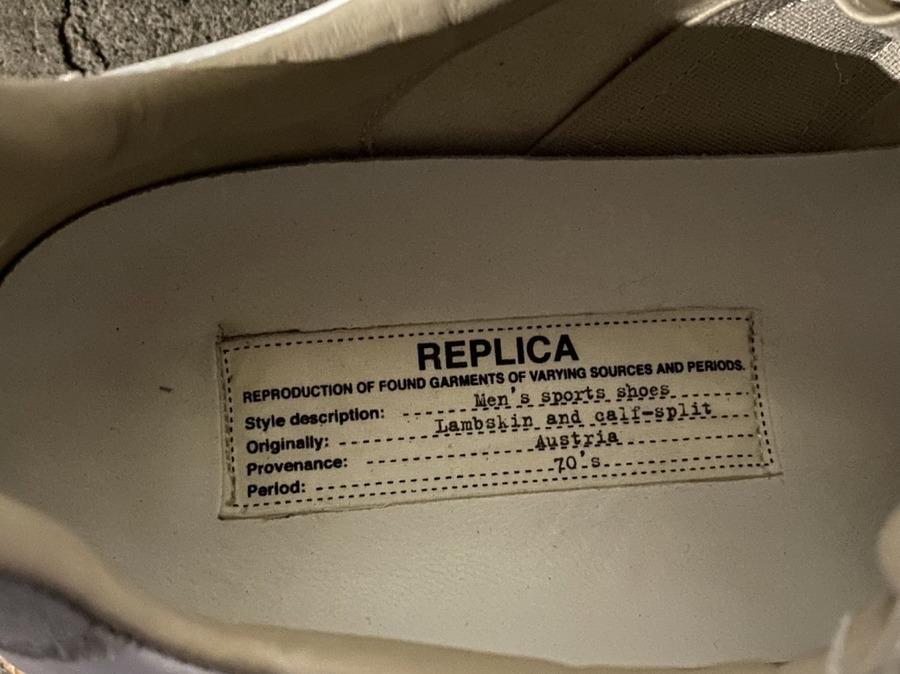 REPLICA
REPRODUCTION OF FOUND GARMENTS OF VARYING SOURCES AND PERIODS.
Style description: Men's sports shoes
Originally: Lambskin and calf-split
Provenance: Austria
Period: 70's